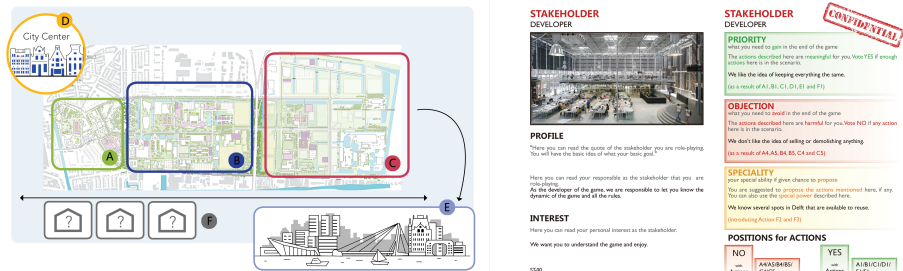 D
City Center
A
B
C
E
?
?
?
F
STAKEHOLDER
DEVELOPER
PROFILE
"Here you can read the quote of the stakeholder you are role-playing.
You will have the basic idea of what your basic goal."
Here you can read your responsible as the stakeholder that you are
role-playing.
As the developer of the game, we are responsible to let you know the
dynamic of the game and all the rules.
INTEREST
Here you can read your personal interest as the stakeholder.
We want you to understand the game and enjoy.
STAKEHOLDER
DEVELOPER
CONFIDENTIAL
PRIORITY
what you need to gain in the end of the game
The actions described here are meaningful for you. Vote YES if enough
actions here is in the scenario.
We like the idea of keeping everything the same.
(as a result of A1, B1, C1, D1, E1 and F1)
OBJECTION
what you need to avoid in the end of the game
The actions described here are harmful for you. Vote NO if any action
here is in the scenario.
We don't like the idea of selling or demolishing anything.
(as a result of A4, A5, B4, B5, C4 and C5)
SPECIALITY
your special ability if given chance to propose
You are suggested to propose the actions mentioned here, if any.
You can also use the special power described here.
We know several spots in Delft that are available to reuse.
(introducing Action F2 and F3)
POSITIONS for ACTIONS
NO
with
A4/A5/B4/B5/
YES
with
A1/B1/C1/D1/